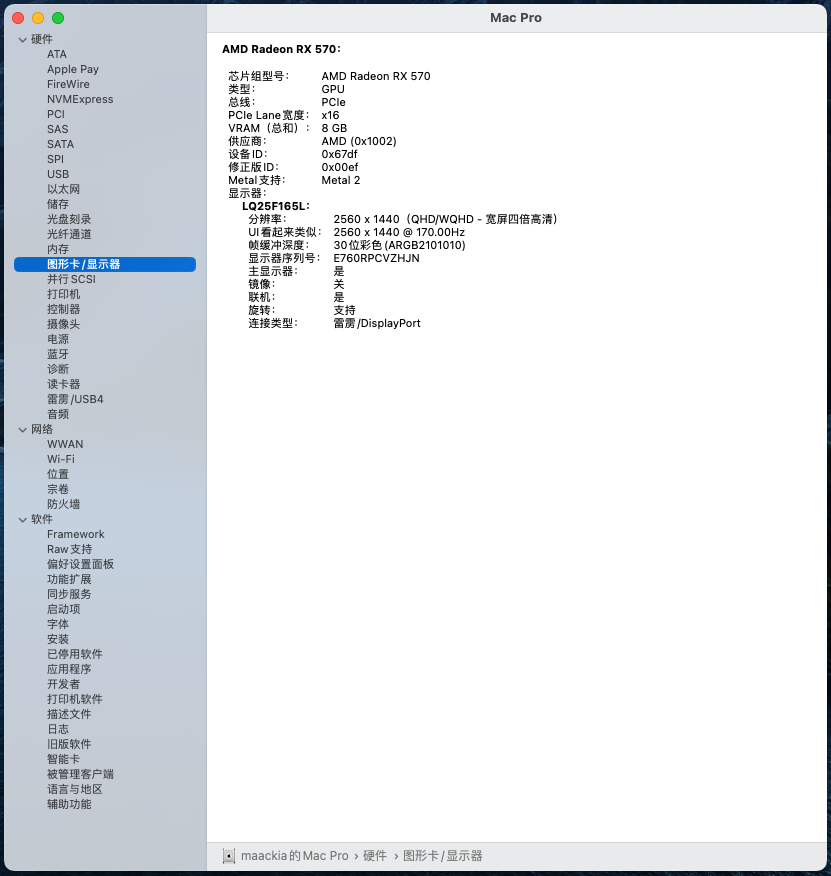 Mac Pro
硬件
ATA
Apple Pay
FireWire
NVMExpress
PCI
SAS
SATA
SPI
USB
以太网
储存
光盘刻录
光纤通道
内存
图形卡/显示器
并行SCSI
打印机
控制器
摄像头
电源
蓝牙
诊断
读卡器
雷雳/USB4
音频
网络
WWAN
Wi-Fi
位置
宗卷
防火墙
软件
Framework
Raw支持
偏好设置面板
功能扩展
同步服务
启动项
字体
安装
已停用软件
应用程序
开发者
打印机软件
描述文件
日志
旧版软件
智能卡
被管理客户端
语言与地区
辅助功能
AMD Radeon RX 570：
芯片组型号： AMD Radeon RX 570
类型： GPU
总线： PCIe
PCIe Lane宽度： x16
VRAM（总和）： 8 GB
供应商： AMD (0x1002)
设备ID： 0x67df
修正版ID： 0x00ef
Metal支持： Metal 2
显示器：
LQ25F165L：
分辨率： 2560 x 1440（QHD/WQHD - 宽屏四倍高清）
UI看起来类似： 2560 x 1440 @ 170.00Hz
帧缓冲深度： 30位彩色 (ARGB2101010)
显示器序列号： E760RPCVZHJN
主显示器： 是
镜像： 关
联机： 是
旋转： 支持
连接类型： 雷雳/DisplayPort
maackia的Mac Pro › 硬件 › 图形卡/显示器